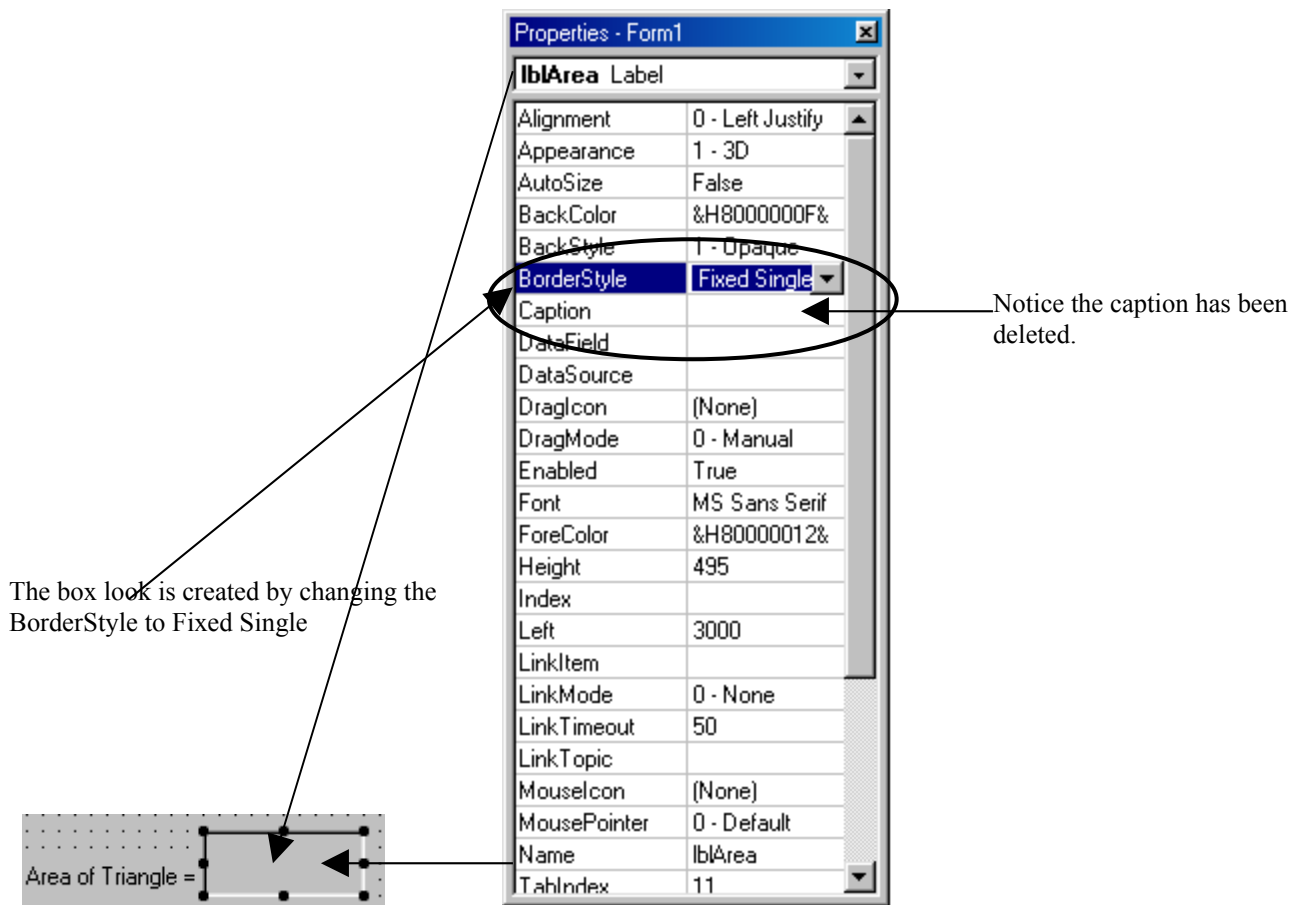 Properties - Form1
lblArea Label
Alignment 0 - Left Justify
Appearance 1 - 3D
AutoSize False
BackColor &H8000000F&
BackStyle 1 - Opaque
BorderStyle Fixed Single
Caption
DataField
DataSource
DragIcon (None)
DragMode 0 - Manual
Enabled True
Font MS Sans Serif
ForeColor &H80000012&
Height 495
Index
Left 3000
LinkItem
LinkMode 0 - None
LinkTimeout 50
LinkTopic
MouseIcon (None)
MousePointer 0 - Default
Name lblArea
TabIndex 11
Notice the caption has been
deleted.
The box look is created by changing the
BorderStyle to Fixed Single
Area of Triangle =